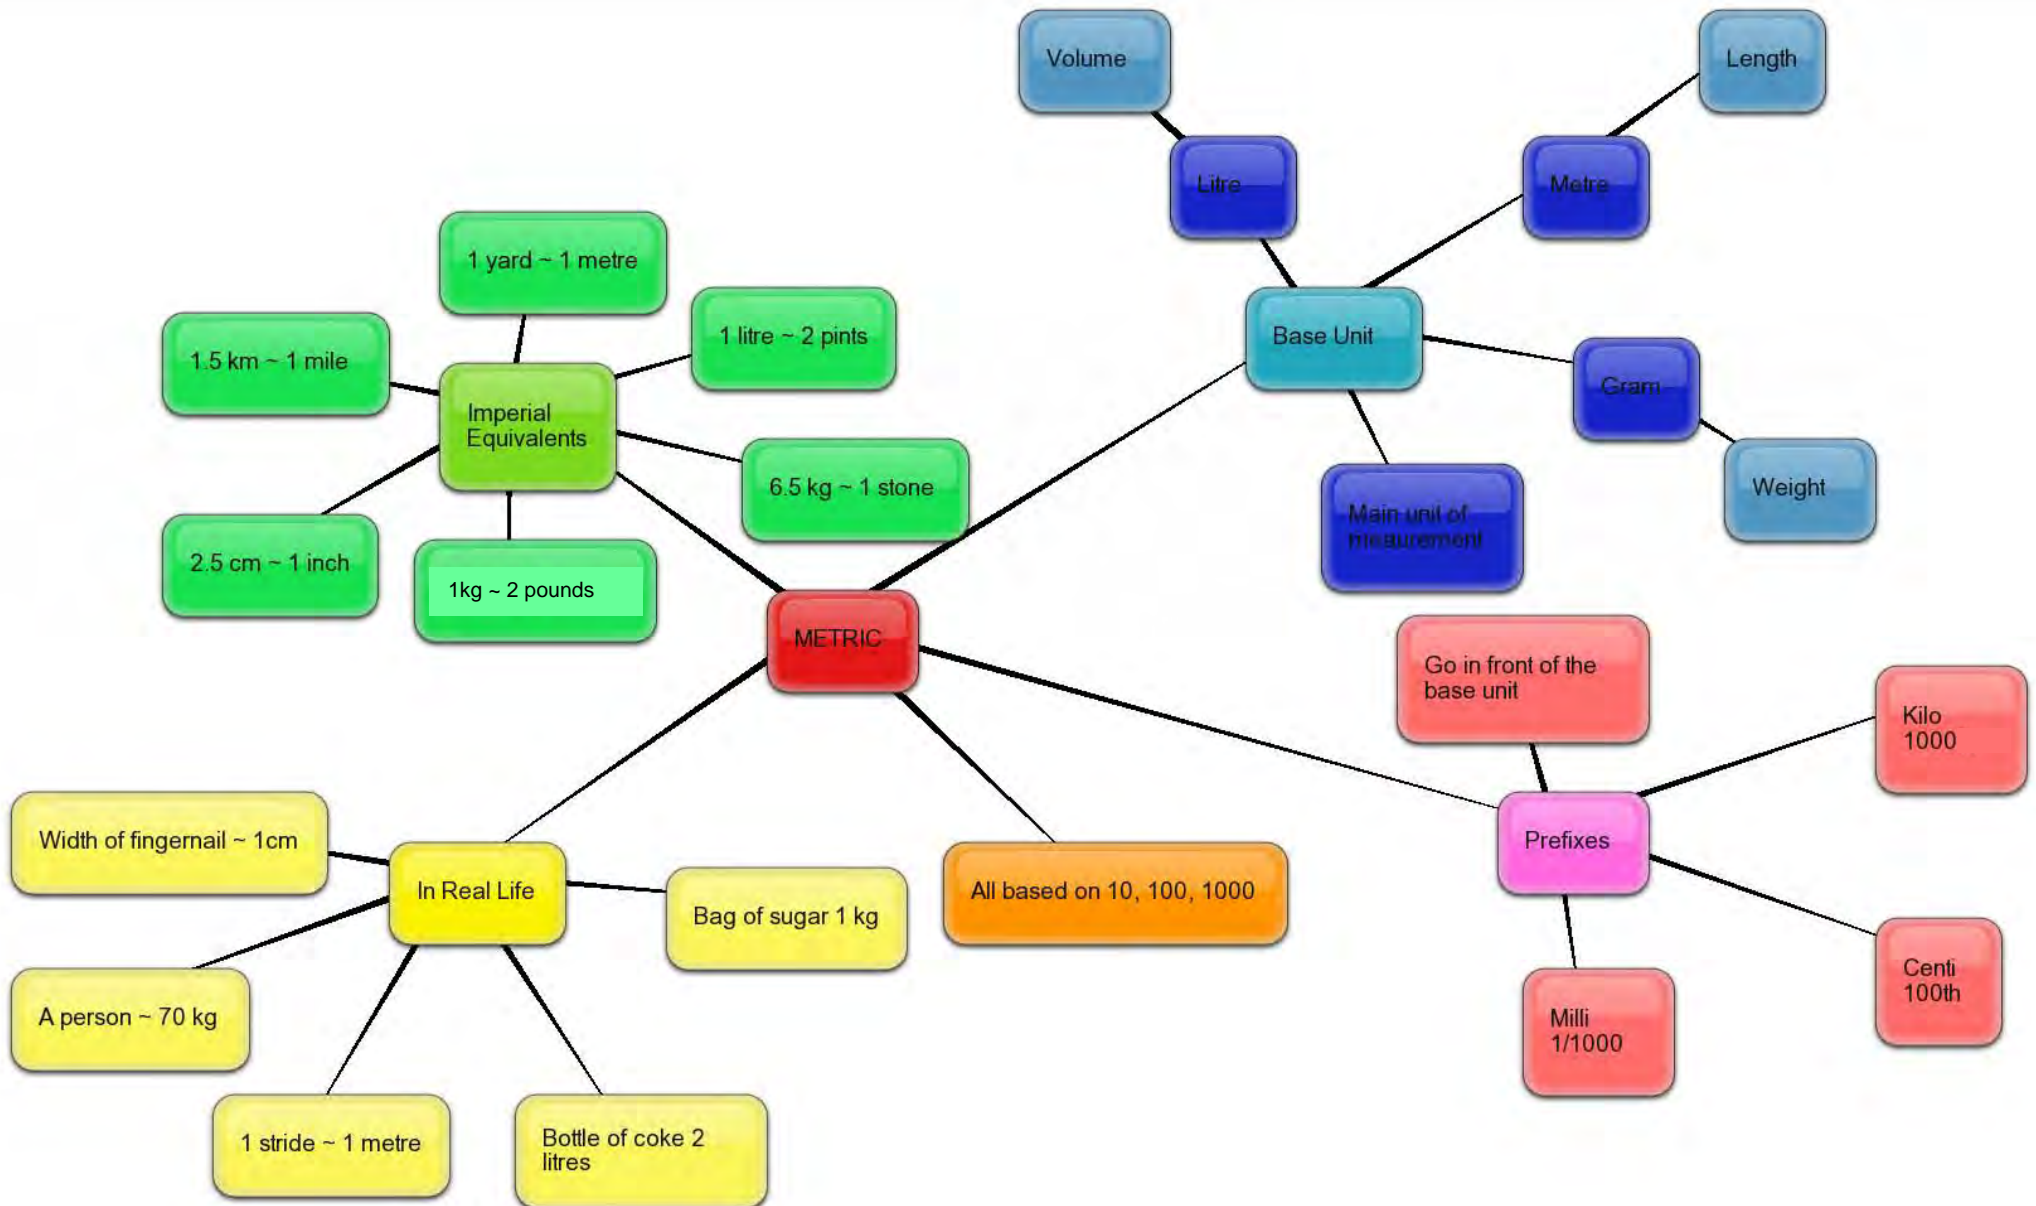 Volume
Length
Litre
Metre
1 yard ~ 1 metre
1 litre ~ 2 pints
1.5 km ~ 1 mile
Base Unit
Gram
Imperial
Equivalents
6.5 kg ~ 1 stone
Weight
Main unit of
measurement
2.5 cm ~ 1 inch
1kg ~ 2 pounds
METRIC
Go in front of the
base unit
Kilo
1000
Width of fingernail ~ 1cm
Prefixes
In Real Life
All based on 10, 100, 1000
Bag of sugar 1 kg
Centi
100th
A person ~ 70 kg
Milli
1/1000
1 stride ~ 1 metre
Bottle of coke 2
litres